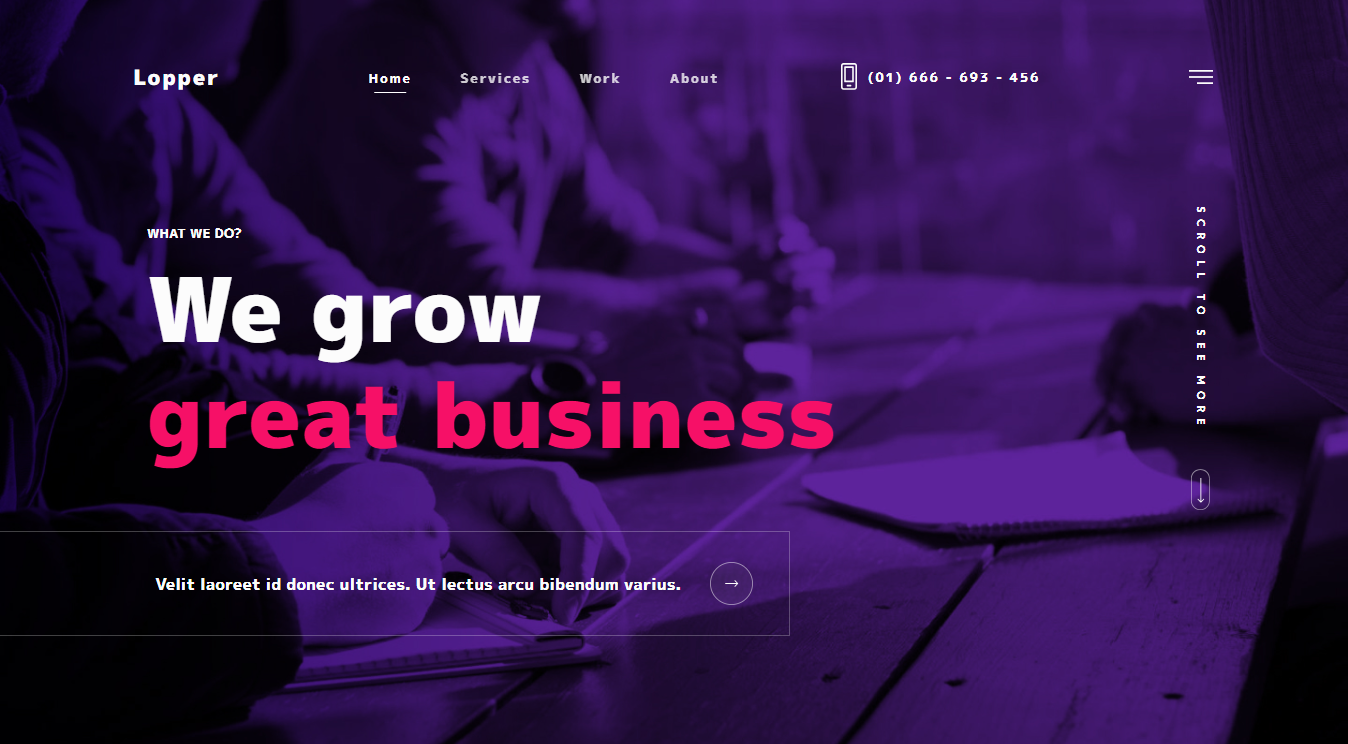 Lopper
Home Services Work About
(01) 666 - 693 - 456
WHAT WE DO?
We grow
great business
Velit laoreet id donec ultrices. Ut lectus arcu bibendum varius.
SCROLL TO SEE MORE